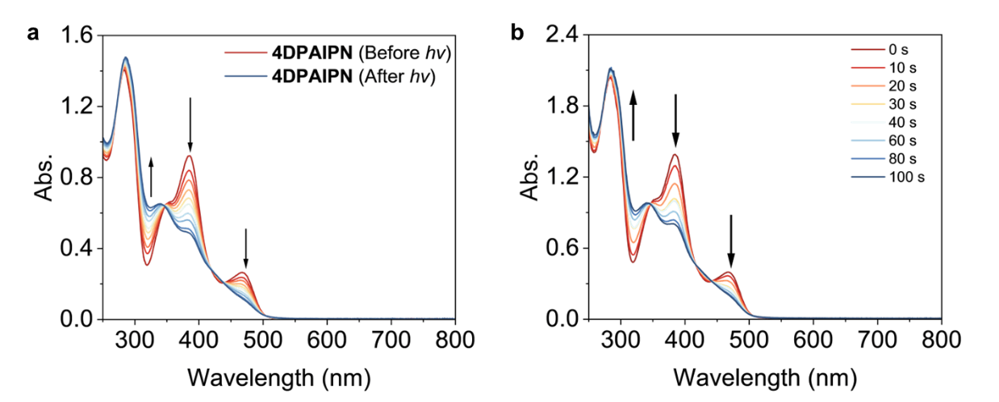 a
4DPAIPN (Before hv)
4DPAIPN (After hv)
1.6
1.2
0.8
0.4
0.0
Abs.
300 400 500 600 700 800
Wavelength (nm)
b
0 s
10 s
20 s
30 s
40 s
60 s
80 s
100 s
2.4
1.8
1.2
0.6
0.0
Abs.
300 400 500 600 700 800
Wavelength (nm)